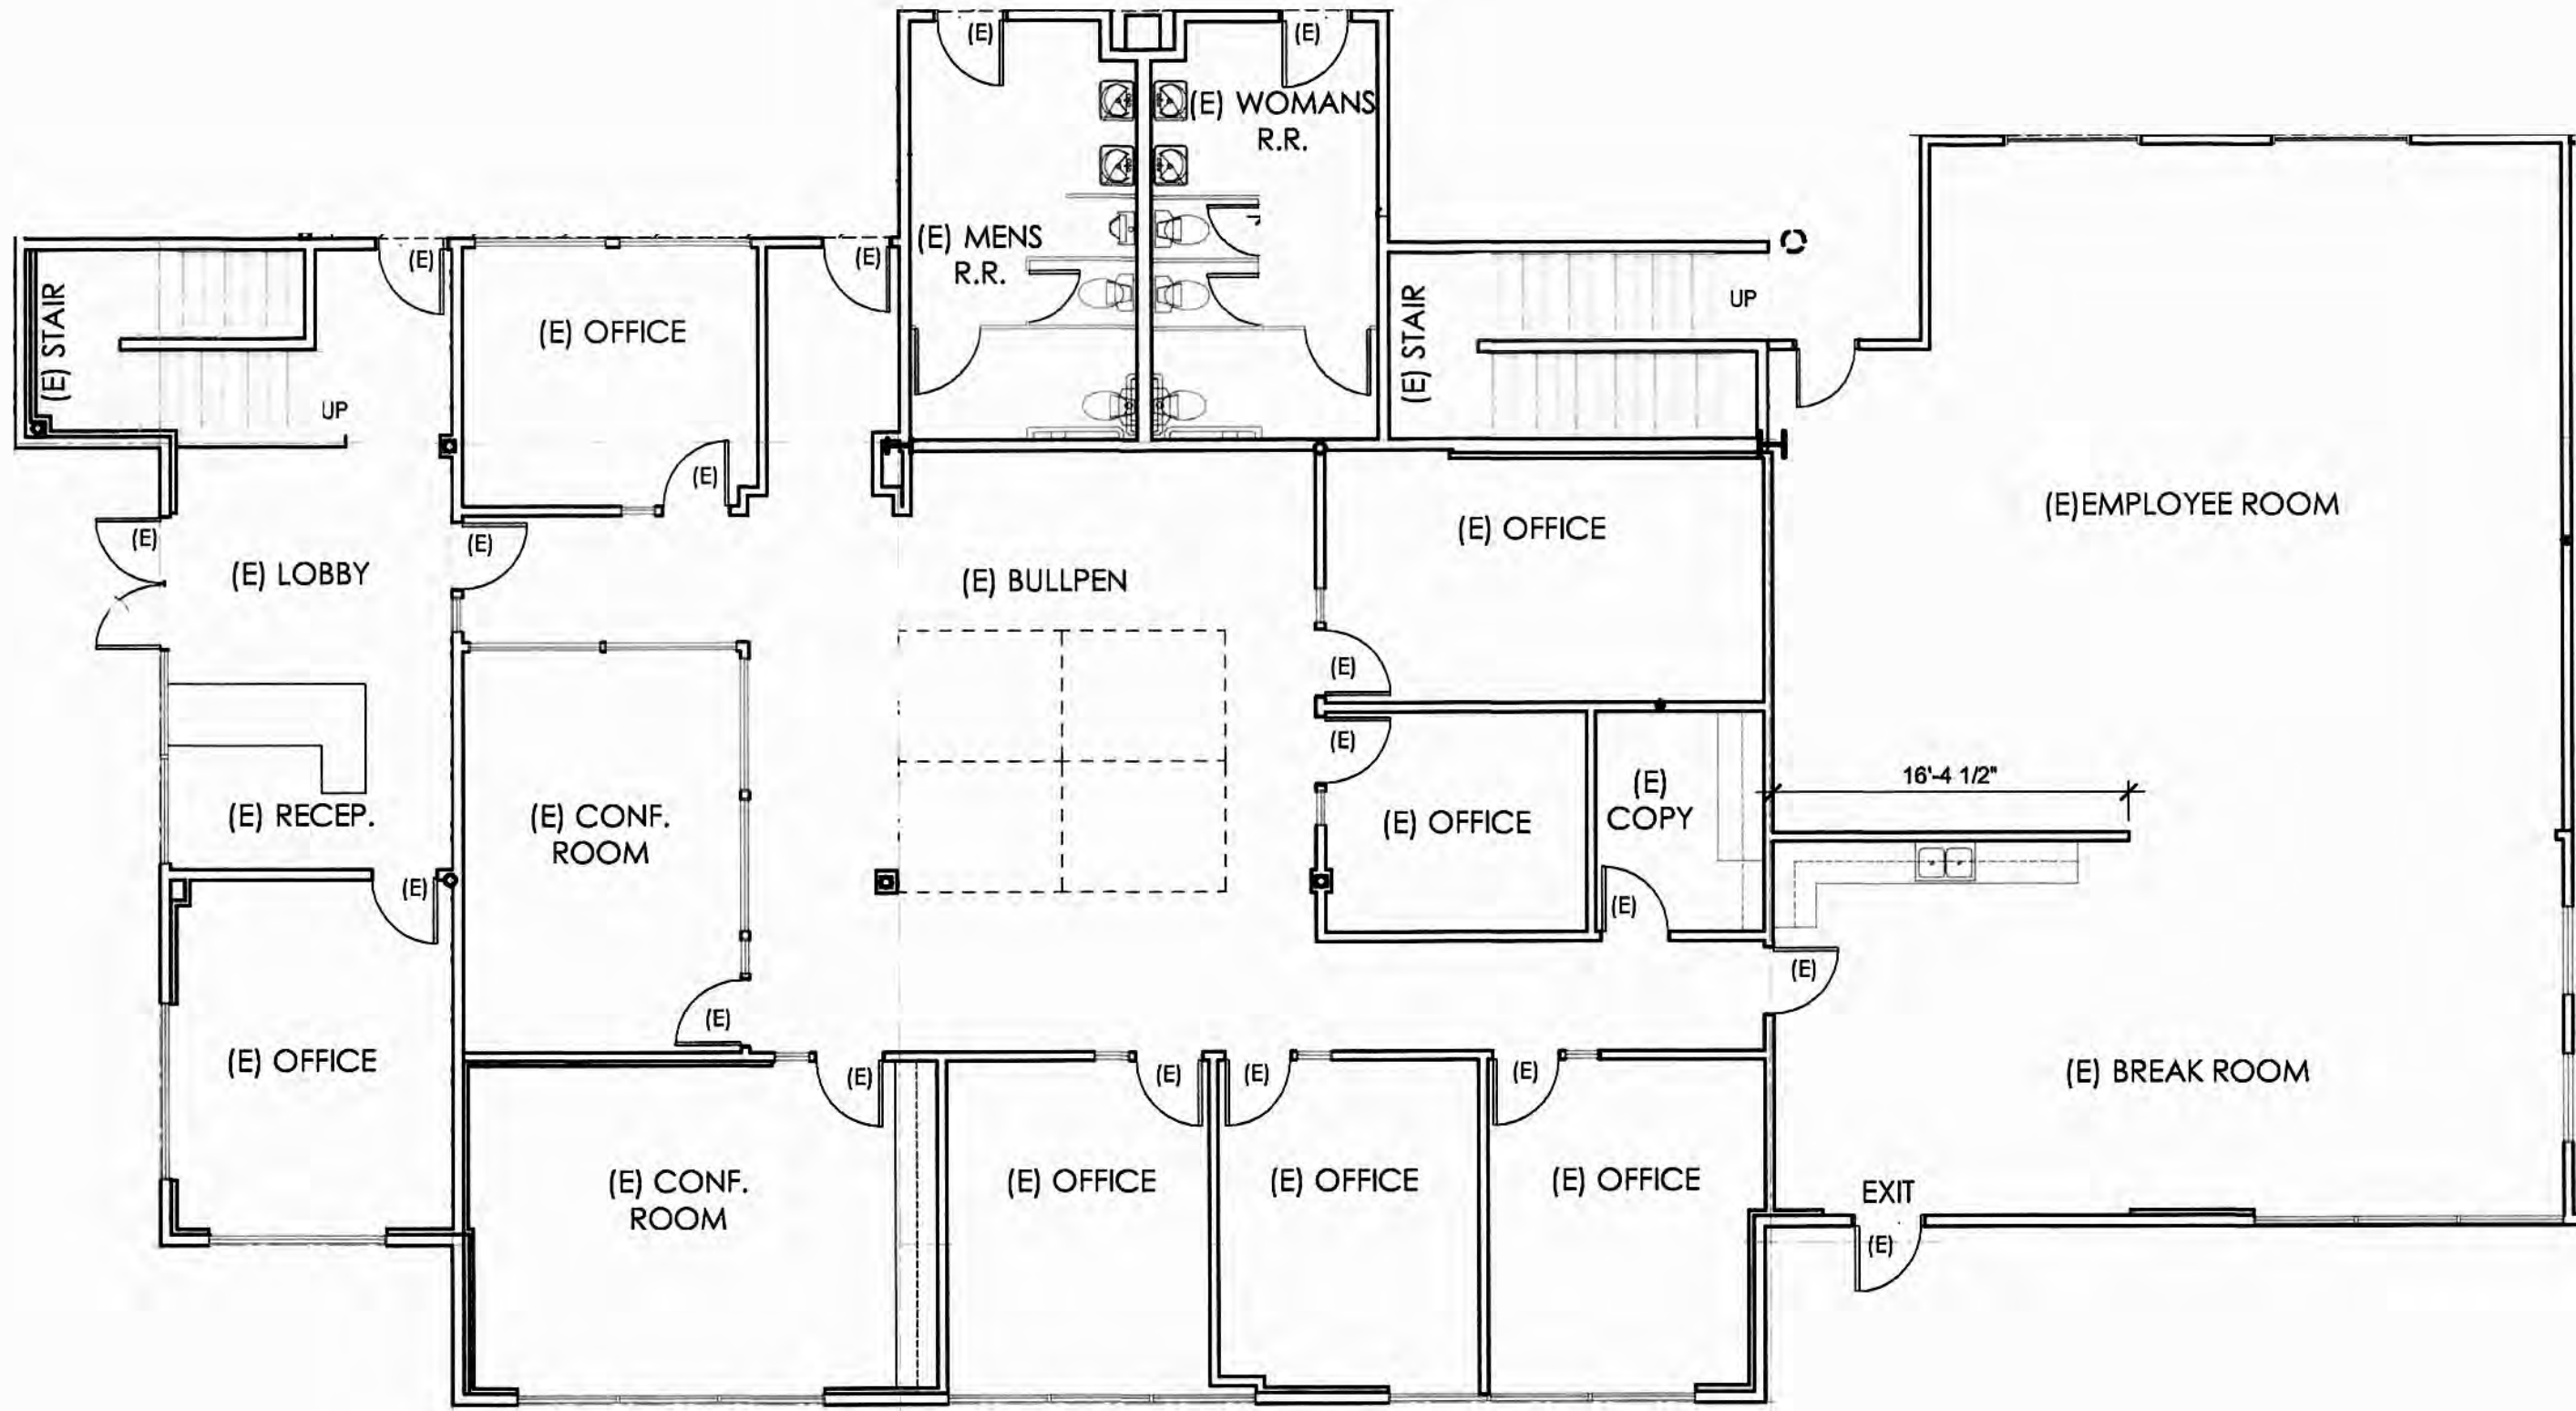 (E)
(E)
(E) WOMANS
R.R.
(E) MENS
R.R.
(E)
(E)
(E) STAIR
(E) OFFICE
UP
(E) STAIR
UP
(E)
(E)EMPLOYEE ROOM
(E)
(E)
(E) LOBBY
(E) BULLPEN
(E) OFFICE
(E)
(E)
16'-4 1/2"
(E) RECEP.
(E) CONF.
ROOM
(E) OFFICE
(E)
COPY
(E)
(E)
(E)
(E)
(E) OFFICE
(E)
(E)
(E)
(E)
(E) BREAK ROOM
(E) CONF.
ROOM
(E) OFFICE
(E) OFFICE
(E) OFFICE
EXIT
(E)